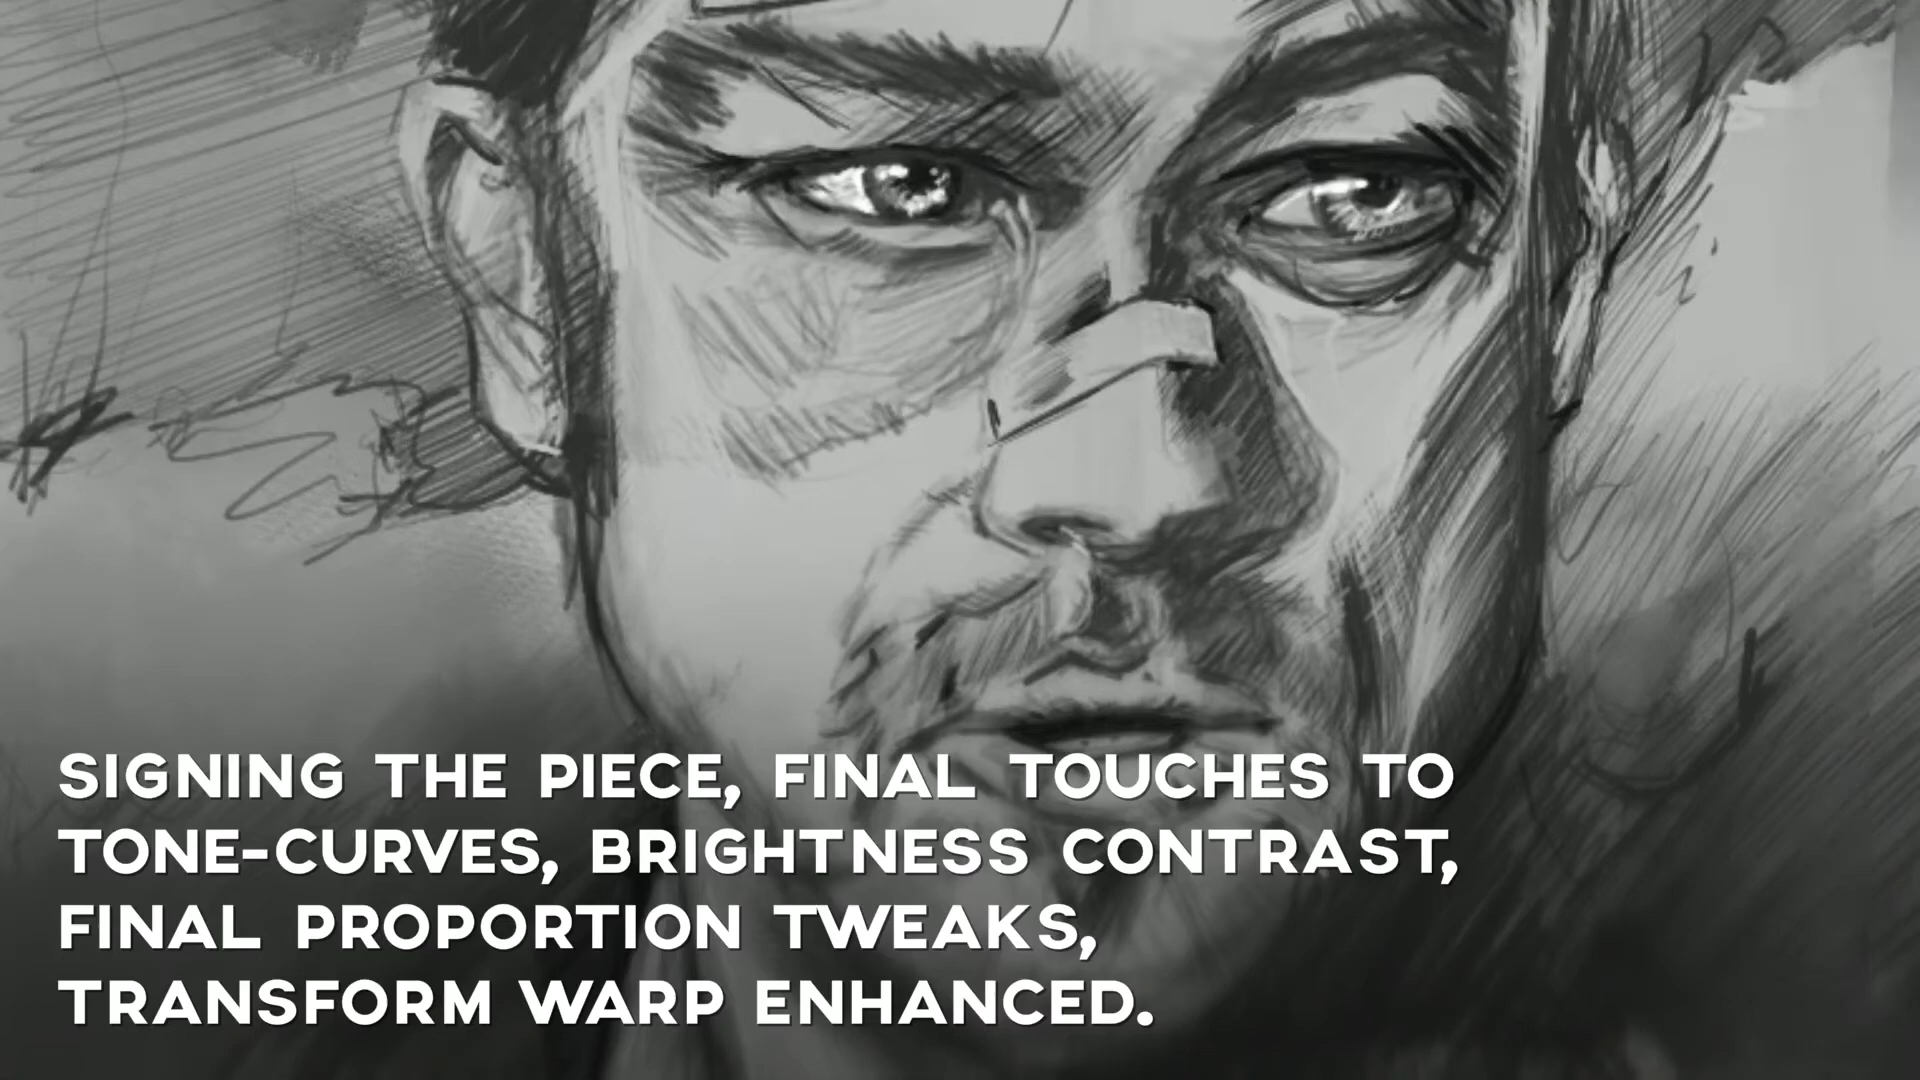 SIGNING THE PIECE, FINAL TOUCHES TO
TONE-CURVES, BRIGHTNESS CONTRAST,
FINAL PROPORTION TWEAKS,
TRANSFORM WARP ENHANCED.